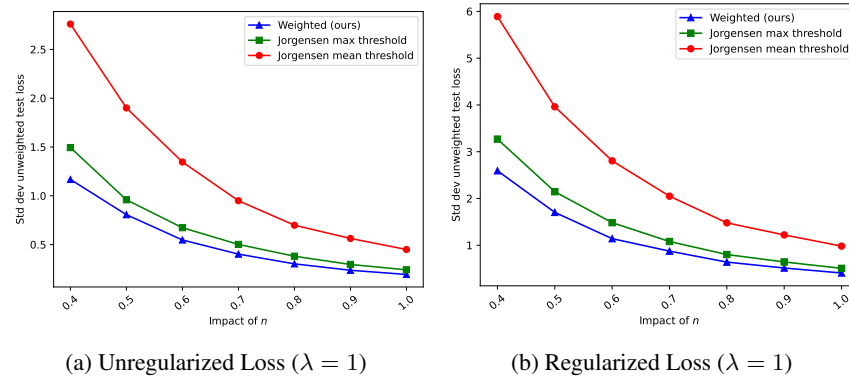 Std dev unweighted test loss
2.5
2.0
1.5
1.0
0.5
Weighted (ours)
Jorgensen max threshold
Jorgensen mean threshold
0.4 0.5 0.6 0.7 0.8 0.9 1.0
Impact of n
(a) Unregularized Loss (λ = 1)
Std dev unweighted test loss
6
5
4
3
2
1
Weighted (ours)
Jorgensen max threshold
Jorgensen mean threshold
0.4 0.5 0.6 0.7 0.8 0.9 1.0
Impact of n
(b) Regularized Loss (λ = 1)